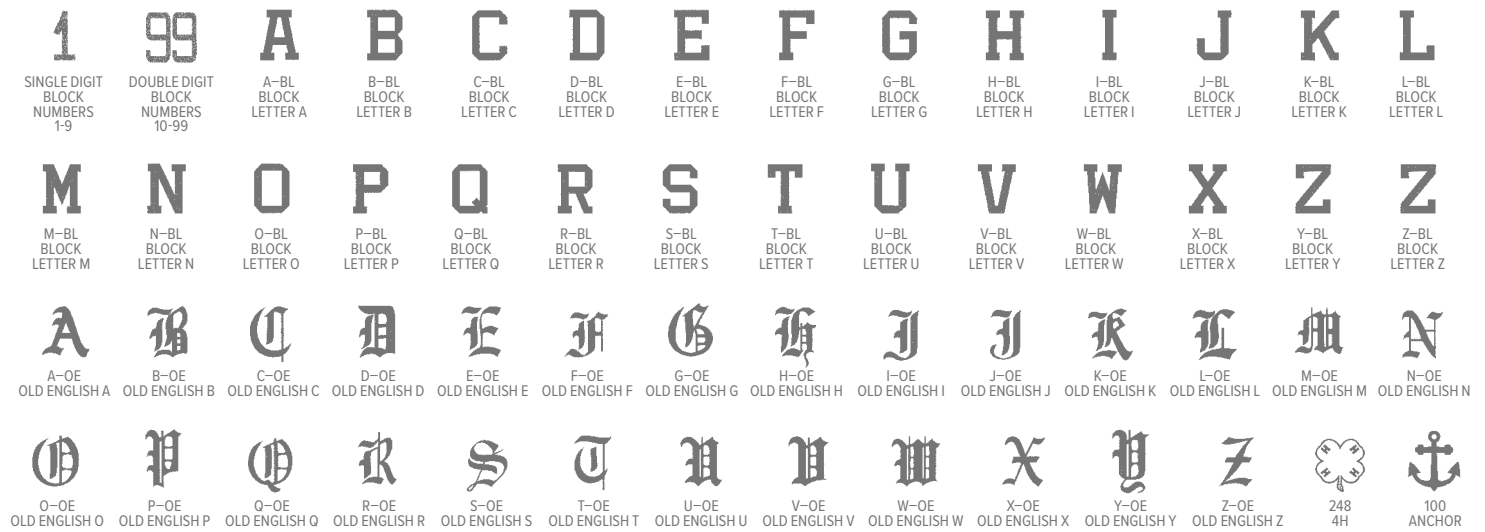 1
SINGLE DIGIT
BLOCK
NUMBERS
1-9
99
DOUBLE DIGIT
BLOCK
NUMBERS
10-99
A
A–BL
BLOCK
LETTER A
B
B–BL
BLOCK
LETTER B
C
C–BL
BLOCK
LETTER C
D
D–BL
BLOCK
LETTER D
E
E–BL
BLOCK
LETTER E
F
F–BL
BLOCK
LETTER F
G
G–BL
BLOCK
LETTER G
H
H–BL
BLOCK
LETTER H
I
I–BL
BLOCK
LETTER I
J
J–BL
BLOCK
LETTER J
K
K–BL
BLOCK
LETTER K
L
L–BL
BLOCK
LETTER L
M
M–BL
BLOCK
LETTER M
N
N–BL
BLOCK
LETTER N
O
O–BL
BLOCK
LETTER O
P
P–BL
BLOCK
LETTER P
Q
Q–BL
BLOCK
LETTER Q
R
R–BL
BLOCK
LETTER R
S
S–BL
BLOCK
LETTER S
T
T–BL
BLOCK
LETTER T
U
U–BL
BLOCK
LETTER U
V
V–BL
BLOCK
LETTER V
W
W–BL
BLOCK
LETTER W
X
X–BL
BLOCK
LETTER X
Z
Y–BL
BLOCK
LETTER Y
Z
Z–BL
BLOCK
LETTER Z
A
A–OE
OLD ENGLISH A
B
B–OE
OLD ENGLISH B
C
C–OE
OLD ENGLISH C
D
D–OE
OLD ENGLISH D
E
E–OE
OLD ENGLISH E
F
F–OE
OLD ENGLISH F
G
G–OE
OLD ENGLISH G
H
H–OE
OLD ENGLISH H
I
I–OE
OLD ENGLISH I
J
J–OE
OLD ENGLISH J
K
K–OE
OLD ENGLISH K
L
L–OE
OLD ENGLISH L
M
M–OE
OLD ENGLISH M
N
N–OE
OLD ENGLISH N
O
O–OE
OLD ENGLISH O
P
P–OE
OLD ENGLISH P
Q
Q–OE
OLD ENGLISH Q
R
R–OE
OLD ENGLISH R
S
S–OE
OLD ENGLISH S
T
T–OE
OLD ENGLISH T
U
U–OE
OLD ENGLISH U
V
V–OE
OLD ENGLISH V
W
W–OE
OLD ENGLISH W
X
X–OE
OLD ENGLISH X
Y
Y–OE
OLD ENGLISH Y
Z
Z–OE
OLD ENGLISH Z
H H
H H
248
4H
100
ANCHOR